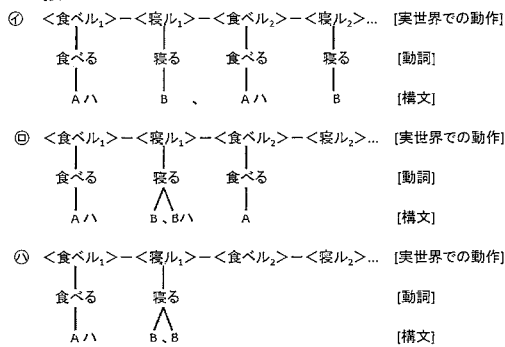 ㋑ <食ベル₁>－<寝ル₁>－<食ベル₂>－<寝ル₂>… [実世界での動作]
食べる 寝る 食べる 寝る [動詞]
Aハ B 、 Aハ B [構文]
㋺ <食ベル₁>－<寝ル₁>－<食ベル₂>－<寝ル₂>… [実世界での動作]
食べる 寝る 食べる [動詞]
Aハ B、Bハ A [構文]
㋩ <食ベル₁>－<寝ル₁>－<食ベル₂>－<寝ル₂>… [実世界での動作]
食べる 寝る [動詞]
Aハ B、B [構文]